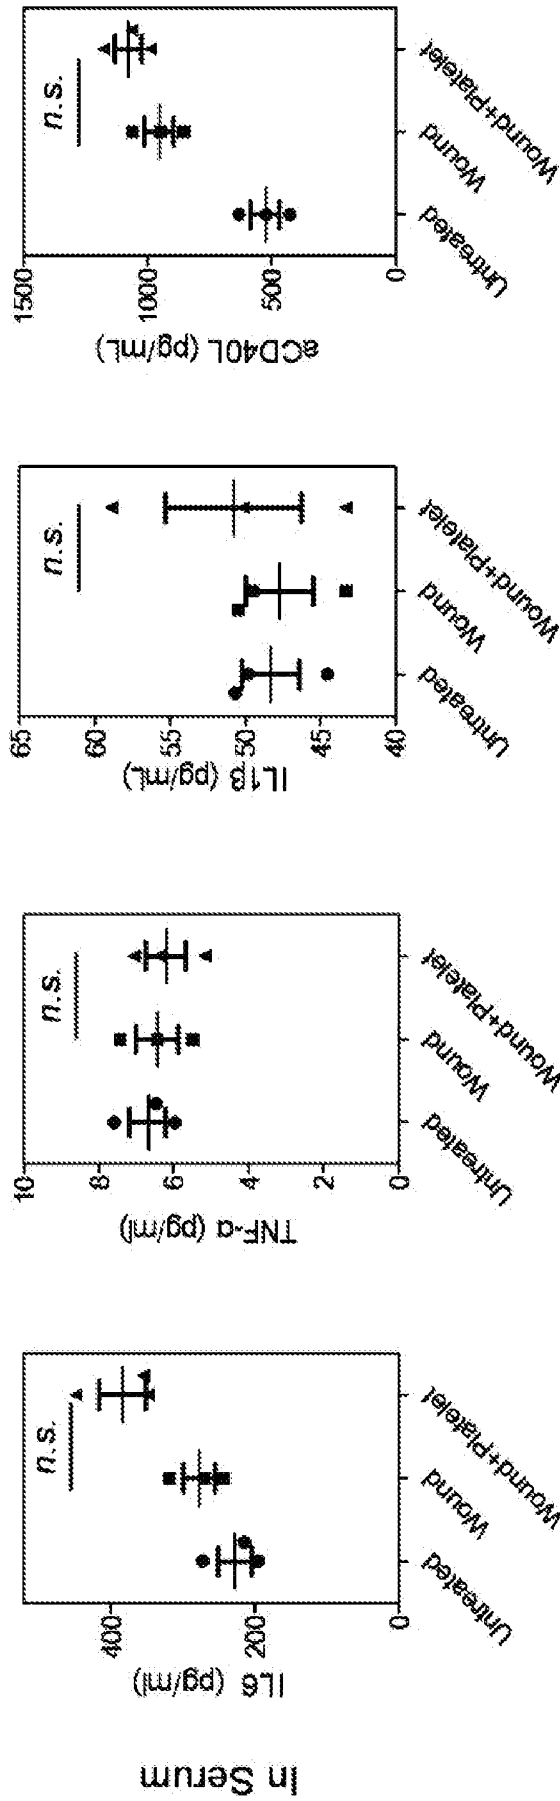 In Serum
IL6 (pg/ml)
400
200
0
n.s.
Untreated
Wound
Wound+Platelet
TNF-α (pg/ml)
10
8
6
4
2
0
n.s.
Untreated
Wound
Wound+Platelet
IL1β (pg/mL)
65
60
55
50
45
40
n.s.
Untreated
Wound
Wound+Platelet
aCD40L (pg/mL)
1500
1000
500
0
n.s.
Untreated
Wound
Wound+Platelet